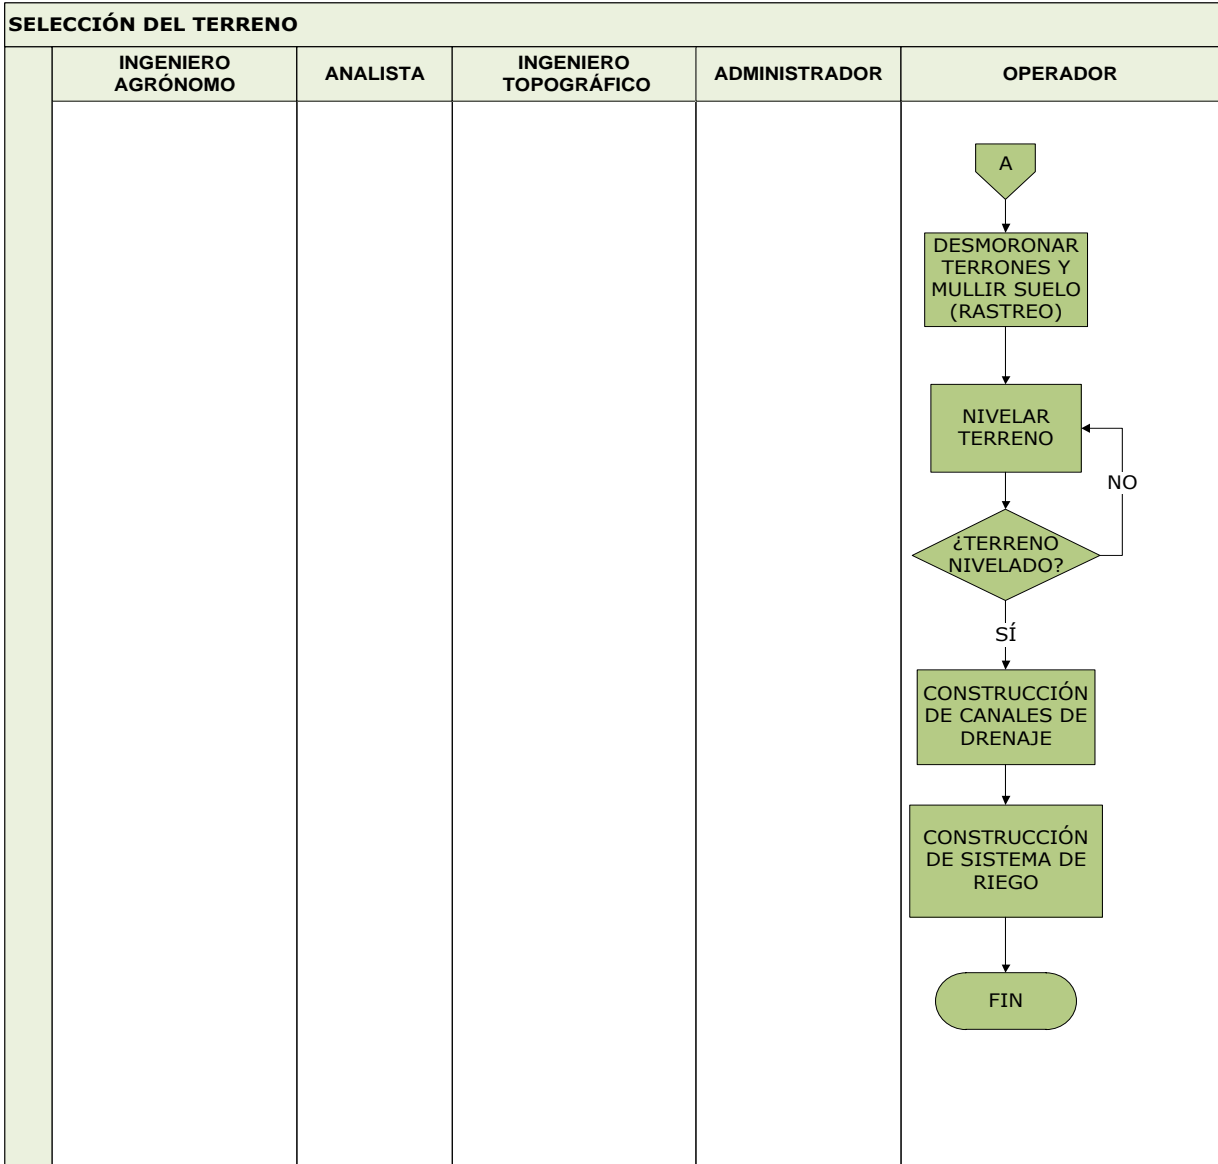 SELECCIÓN DEL TERRENO
INGENIERO
AGRÓNOMO
ANALISTA
INGENIERO
TOPOGRÁFICO
ADMINISTRADOR
OPERADOR
A
DESMORONAR
TERRONES Y
MULLIR SUELO
(RASTREO)
NIVELAR
TERRENO
NO
¿TERRENO
NIVELADO?
SÍ
CONSTRUCCIÓN
DE CANALES DE
DRENAJE
CONSTRUCCIÓN
DE SISTEMA DE
RIEGO
FIN